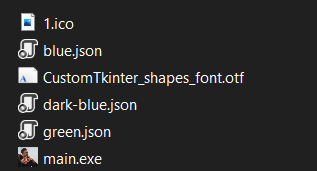 1.ico
blue.json
CustomTkinter_shapes_font.otf
dark-blue.json
green.json
main.exe